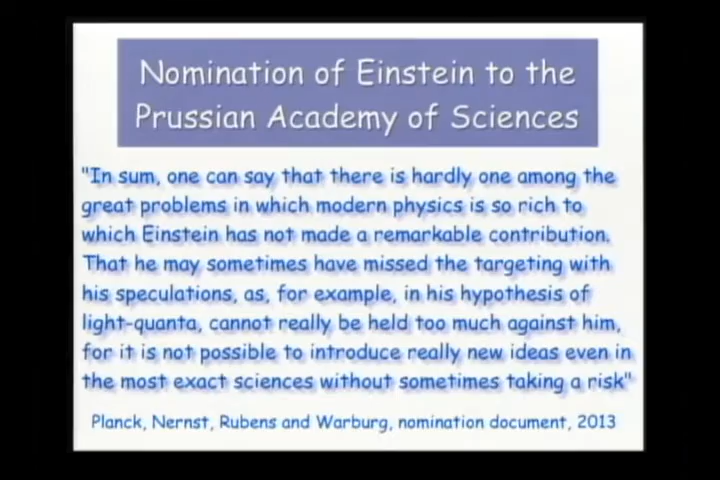 Nomination of Einstein to the
Prussian Academy of Sciences
"In sum, one can say that there is hardly one among the
great problems in which modern physics is so rich to
which Einstein has not made a remarkable contribution.
That he may sometimes have missed the targeting with
his speculations, as, for example, in his hypothesis of
light-quanta, cannot really be held too much against him,
for it is not possible to introduce really new ideas even in
the most exact sciences without sometimes taking a risk"
Planck, Nernst, Rubens and Warburg, nomination document, 2013